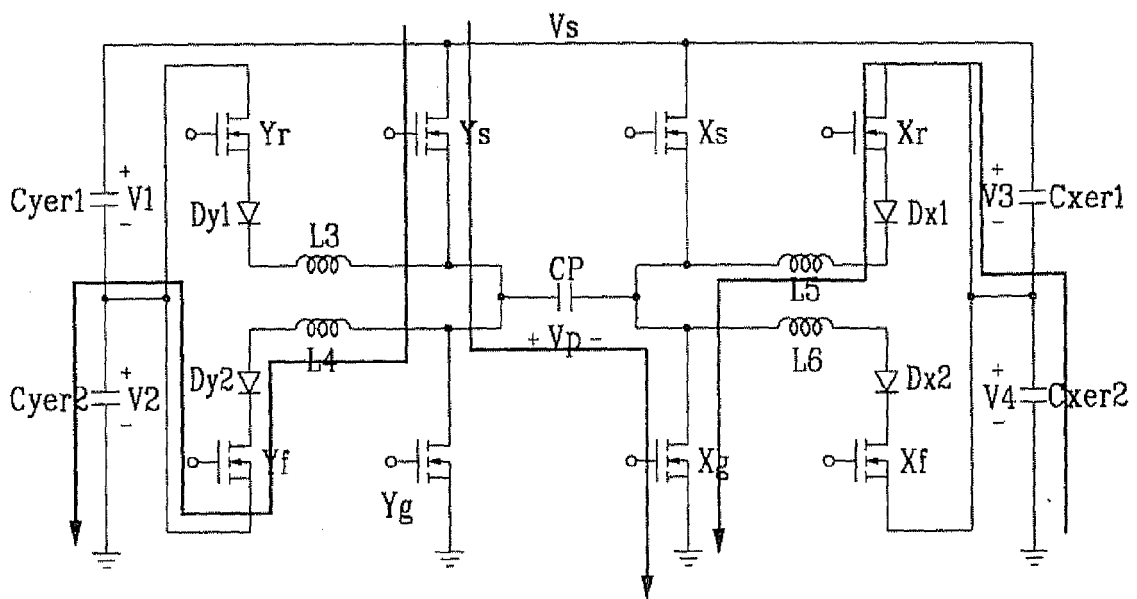 Vs
Yr
Ys
Xs
Xr
+
+
Cyer1
V1
V3
Cxer1
-
-
Dy1
Dx1
L3
CP
L5
+ Vp -
L4
L6
Dy2
Dx2
+
+
Cyer2
V2
V4
Cxer2
-
-
Yf
Xg
Xf
Yg